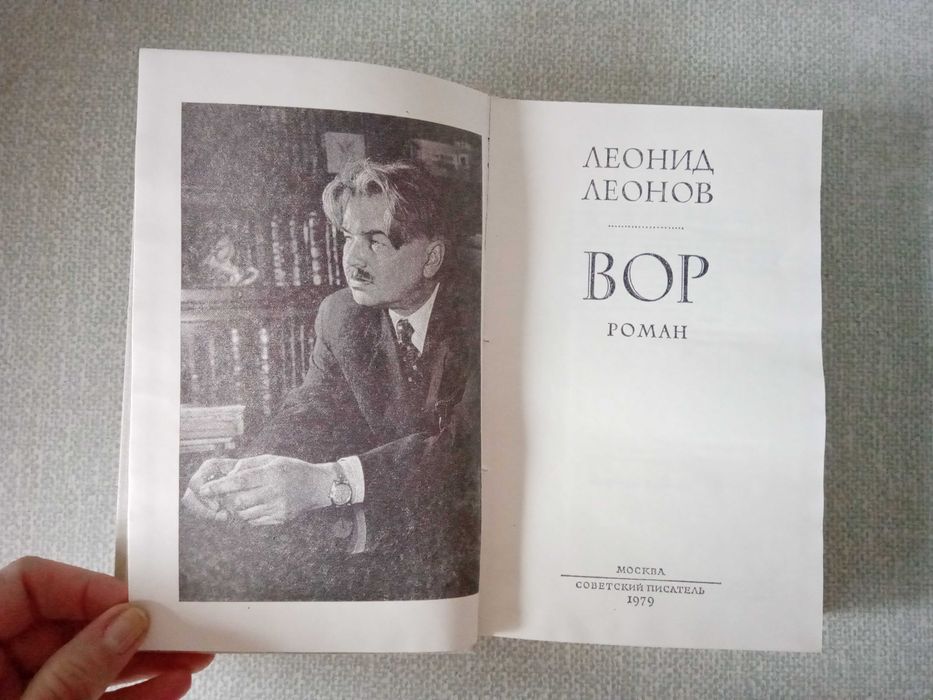 ЛЕОНИД
ЛЕОНОВ
ВОР
РОМАН
МОСКВА
СОВЕТСКИЙ ПИСАТЕЛЬ
1979